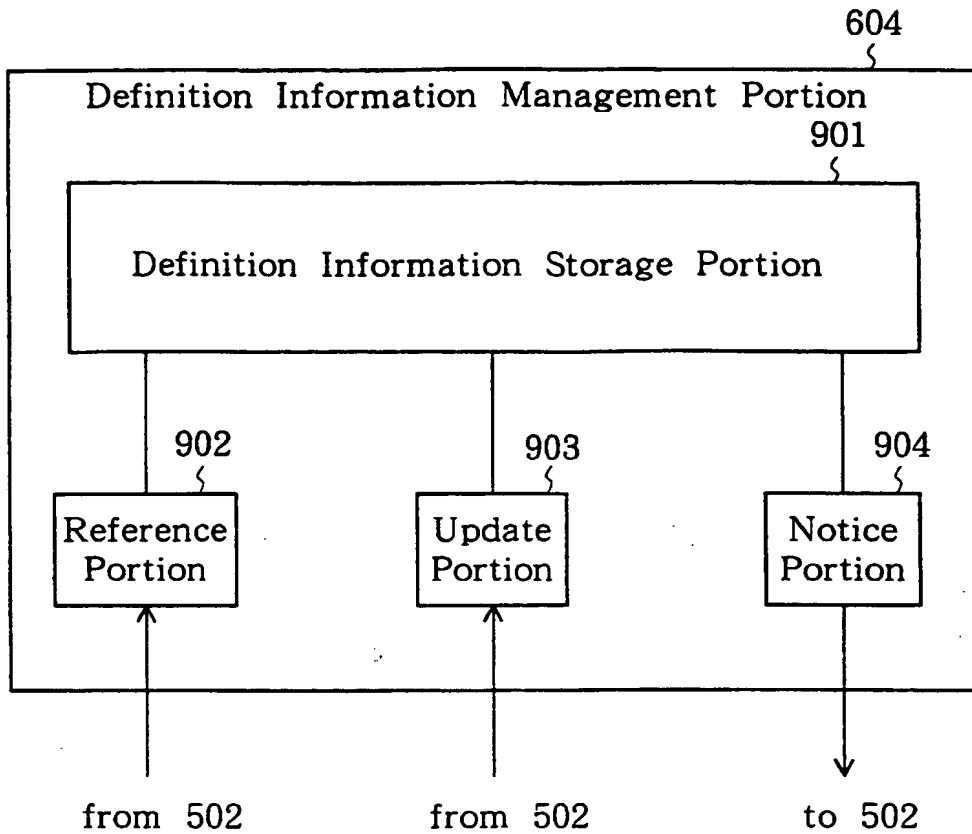 604
Definition Information Management Portion
901
Definition Information Storage Portion
902
903
904
Reference
Portion
Update
Portion
Notice
Portion
from 502
from 502
to 502